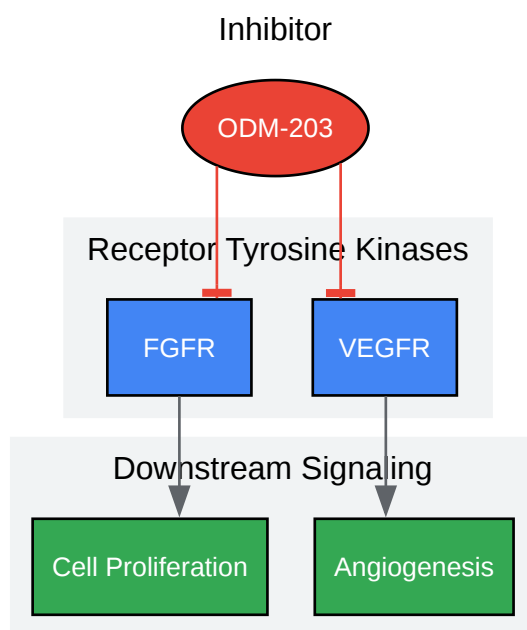 Inhibitor
ODM-203
Receptor Tyrosine Kinases
FGFR
VEGFR
Downstream Signaling
Cell Proliferation
Angiogenesis